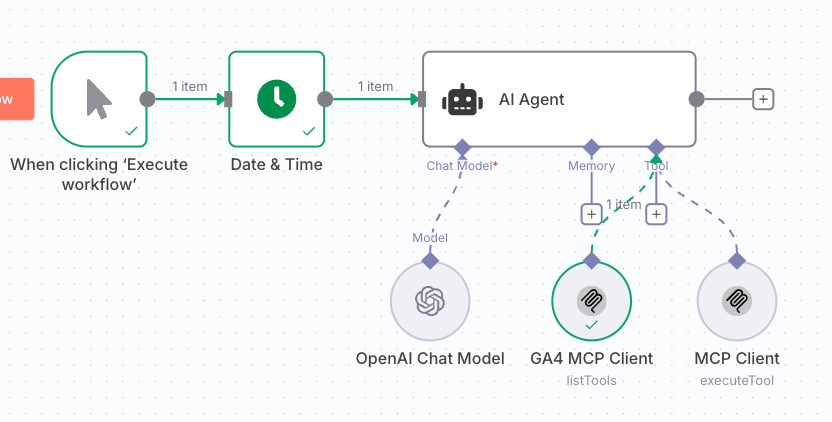 ow
1 item
1 item
AI Agent
When clicking ‘Execute
workflow’
Date & Time
Chat Model*
Memory
Tool
1 item
Model
OpenAI Chat Model
GA4 MCP Client
MCP Client
listTools
executeTool